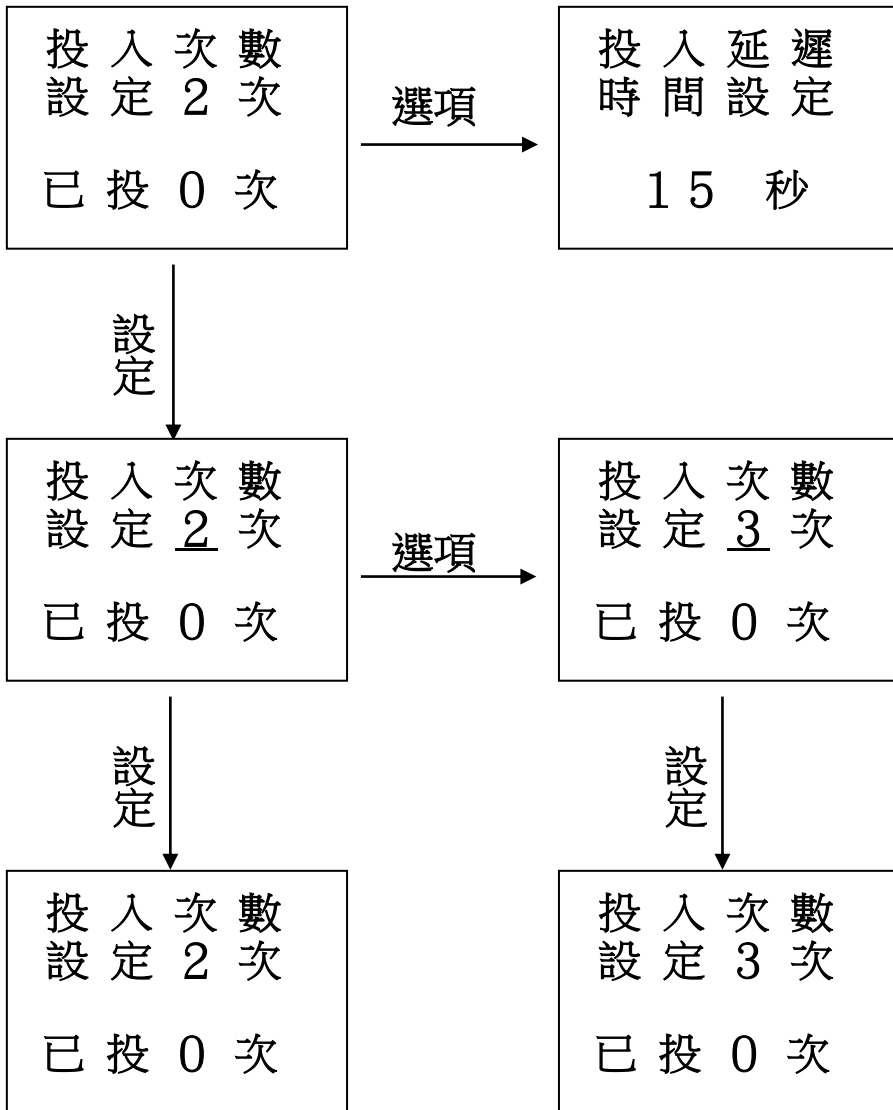 投入次數
設定2次
已投0次
選項
投入延遲
時間設定
15 秒
設定
投入次數
設定2次
已投0次
選項
投入次數
設定3次
已投0次
設定
設定
投入次數
設定2次
已投0次
投入次數
設定3次
已投0次